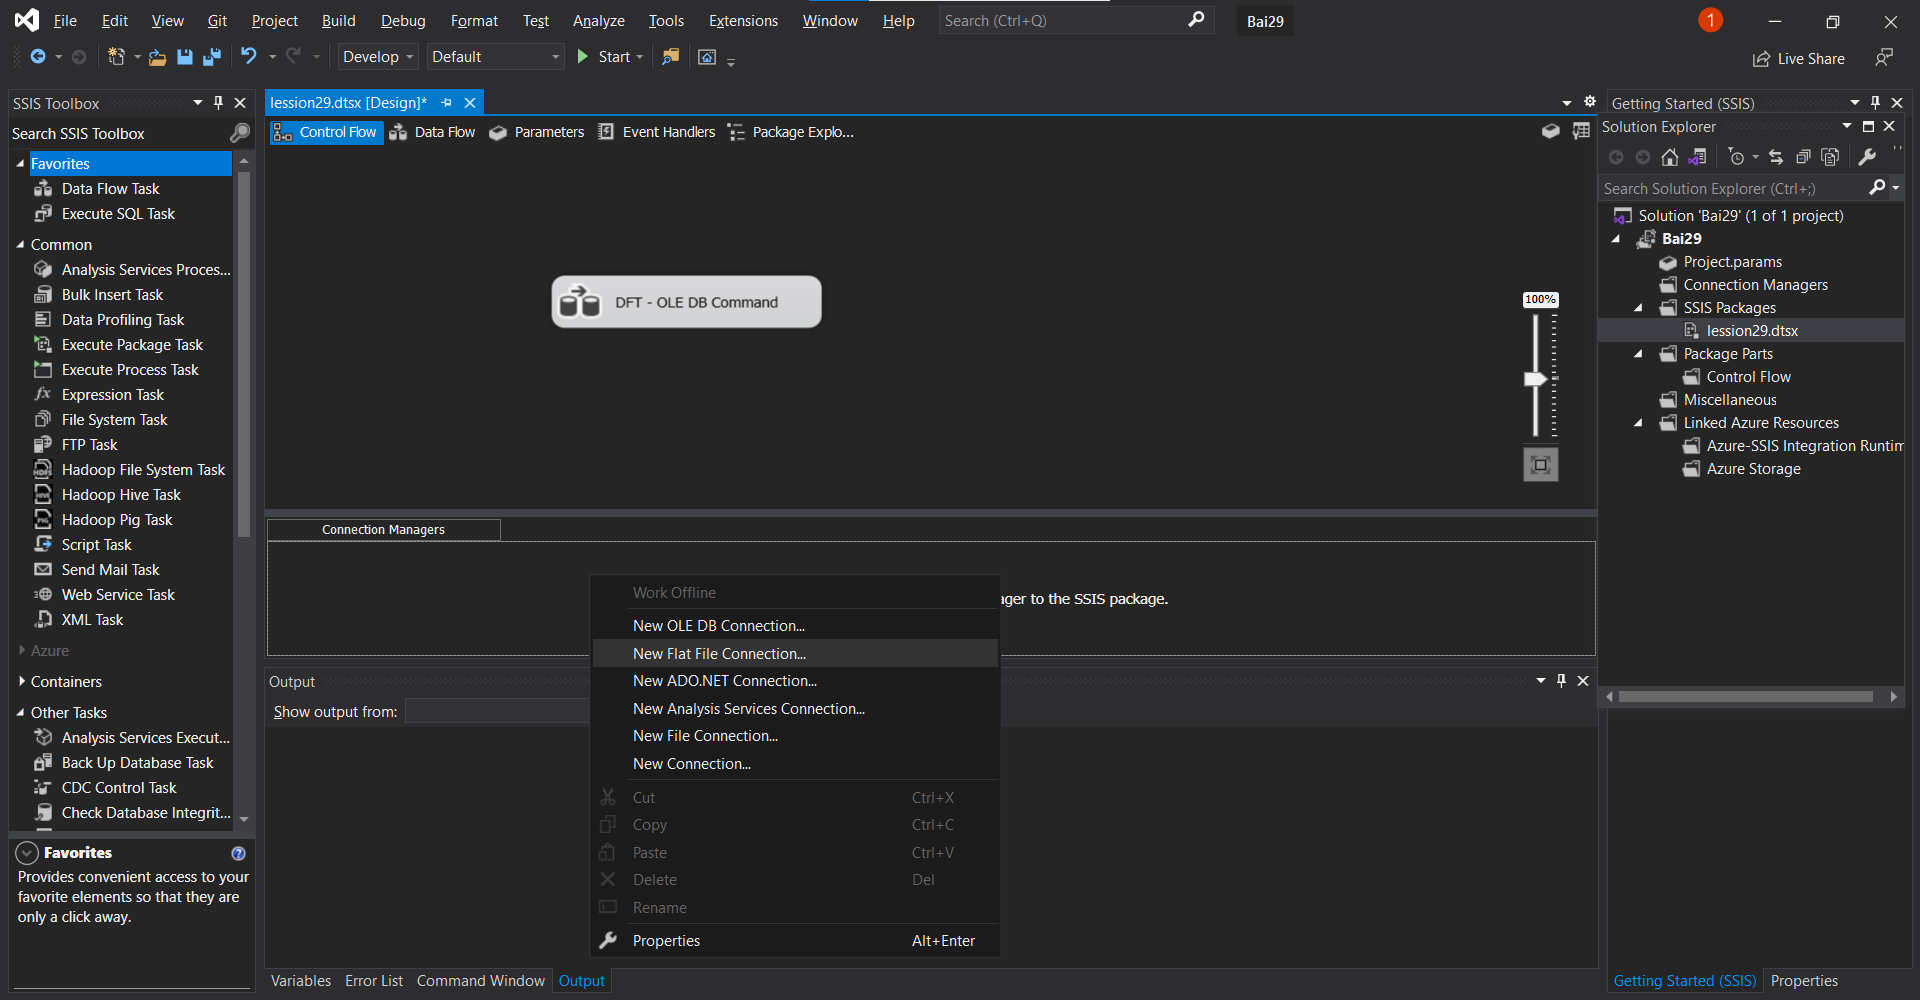 File Edit View Git Project Build Debug Format Test Analyze Tools Extensions Window Help Search (Ctrl+Q) Bai29 1
Develop Default Start Live Share
SSIS Toolbox
Search SSIS Toolbox
Favorites
Data Flow Task
Execute SQL Task
Common
Analysis Services Proces...
Bulk Insert Task
Data Profiling Task
Execute Package Task
Execute Process Task
Expression Task
File System Task
FTP Task
Hadoop File System Task
Hadoop Hive Task
Hadoop Pig Task
Script Task
Send Mail Task
Web Service Task
XML Task
Azure
Containers
Other Tasks
Analysis Services Execut...
Back Up Database Task
CDC Control Task
Check Database Integrit...
Favorites
Provides convenient access to your
favorite elements so that they are
only a click away.
lession29.dtsx [Design]*
Control Flow Data Flow Parameters Event Handlers Package Explo...
DFT - OLE DB Command
100%
Connection Managers
ager to the SSIS package.
Work Offline
New OLE DB Connection...
New Flat File Connection...
New ADO.NET Connection...
New Analysis Services Connection...
New File Connection...
New Connection...
Cut Ctrl+X
Copy Ctrl+C
Paste Ctrl+V
Delete Del
Rename
Properties Alt+Enter
Output
Show output from:
Variables Error List Command Window Output
Getting Started (SSIS)
Solution Explorer
Search Solution Explorer (Ctrl+;)
Solution 'Bai29' (1 of 1 project)
Bai29
Project.params
Connection Managers
SSIS Packages
lession29.dtsx
Package Parts
Control Flow
Miscellaneous
Linked Azure Resources
Azure-SSIS Integration Runtim
Azure Storage
Getting Started (SSIS) Properties